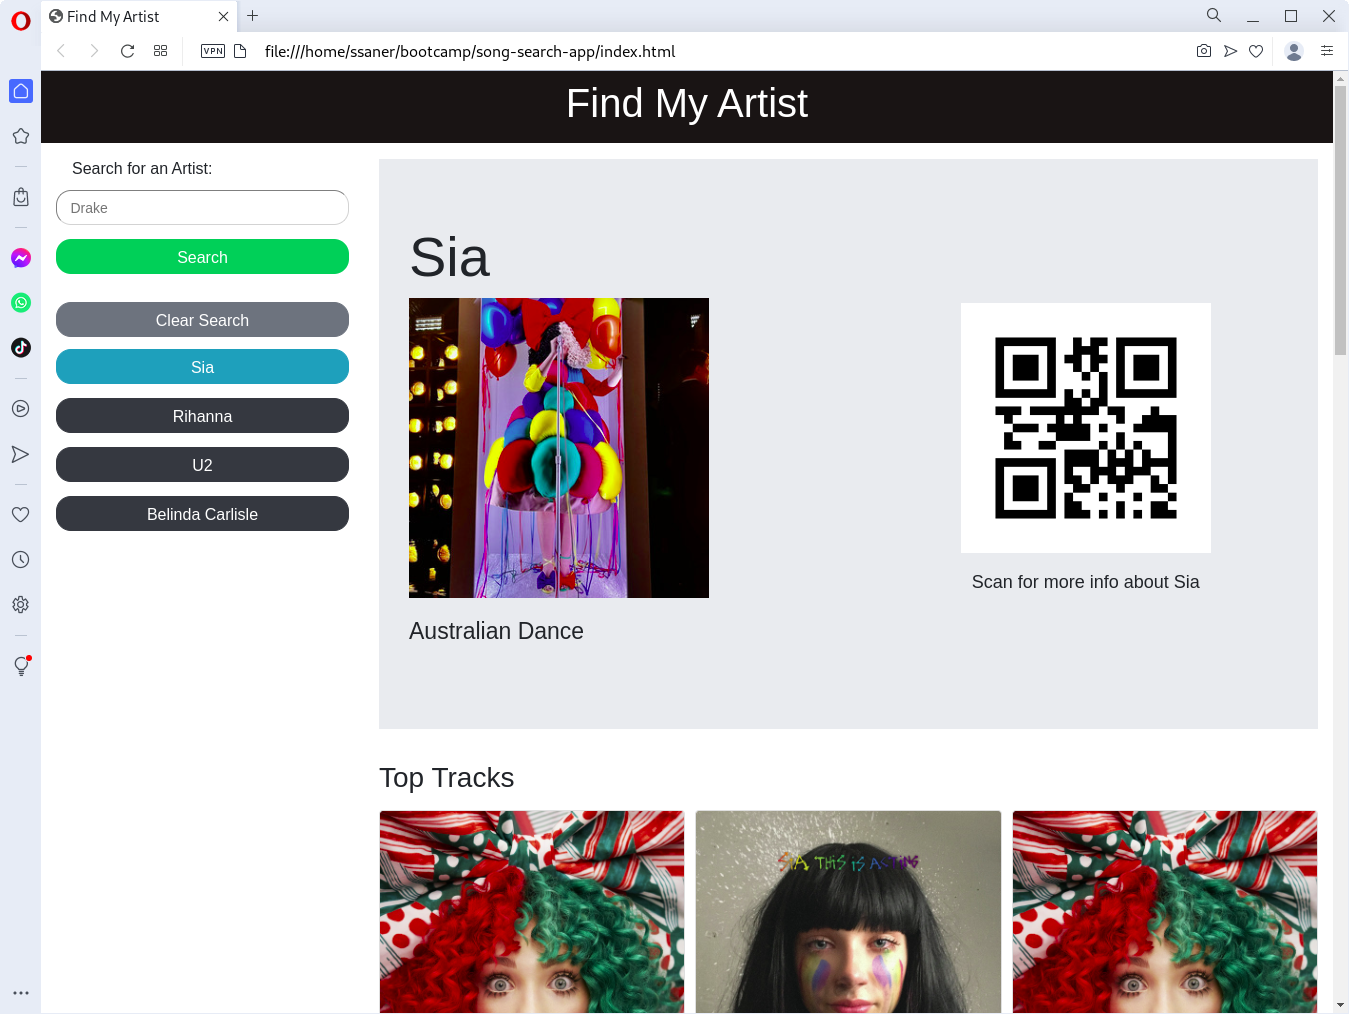 Find My Artist
VPN
file:///home/ssaner/bootcamp/song-search-app/index.html
Find My Artist
Search for an Artist:
Drake
Search
Clear Search
Sia
Rihanna
U2
Belinda Carlisle
Sia
Scan for more info about Sia
Australian Dance
Top Tracks
SIA THIS IS ACTING